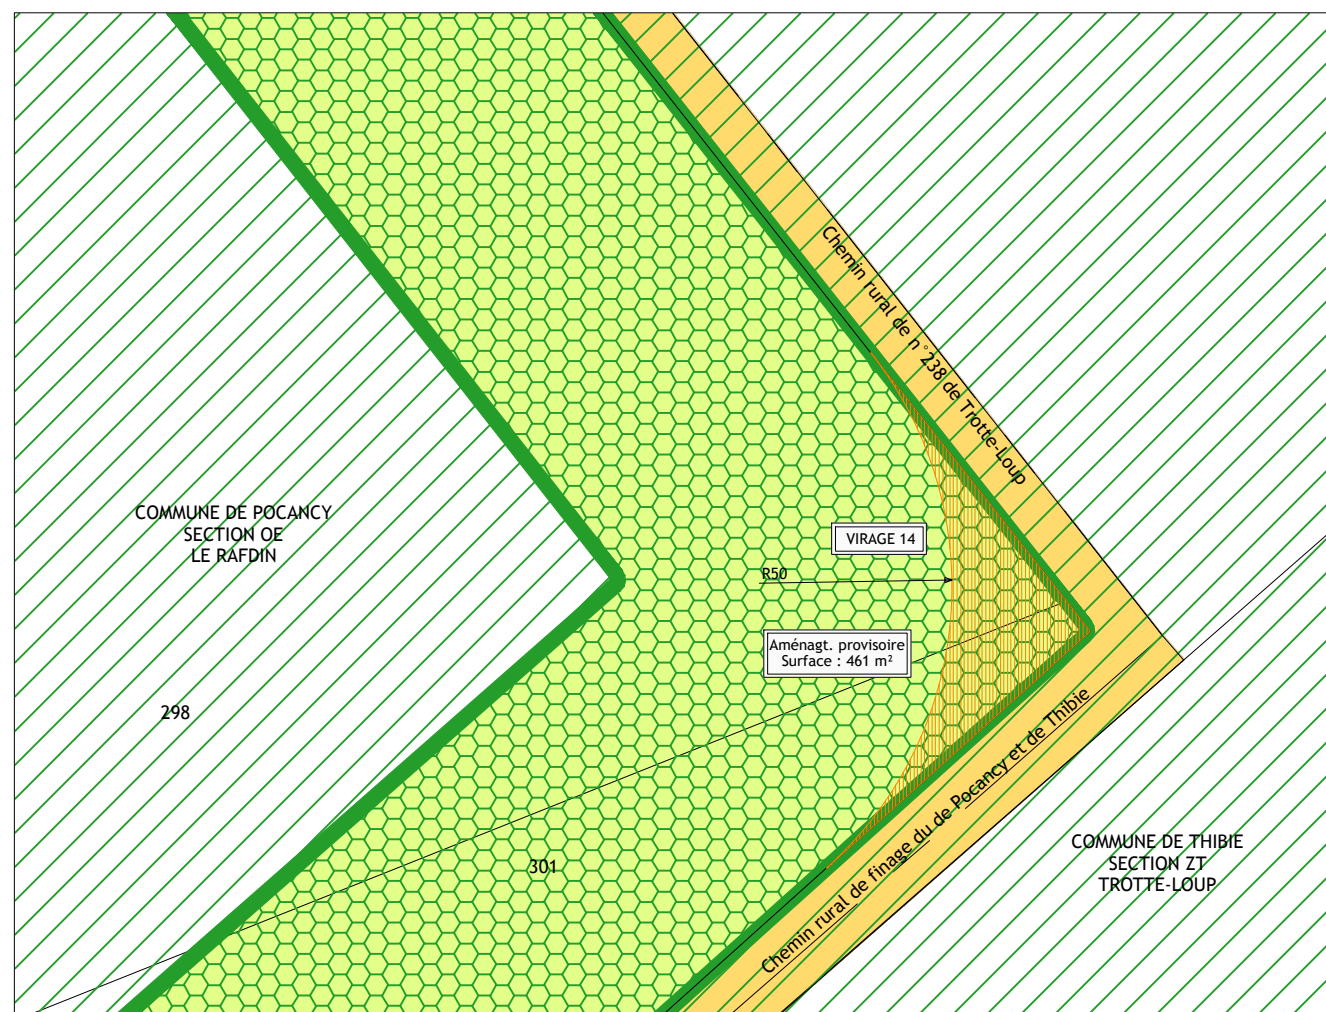 Chemin rural de n°238 de Trotte-Loup
COMMUNE DE POCANCY
SECTION OE
LE RAFDIN
VIRAGE 14
R50
Aménagt. provisoire
Surface : 461 m²
298
Chemin rural de finage du de Pocancy et de Thibie
301
COMMUNE DE THIBIE
SECTION ZT
TROTTE-LOUP